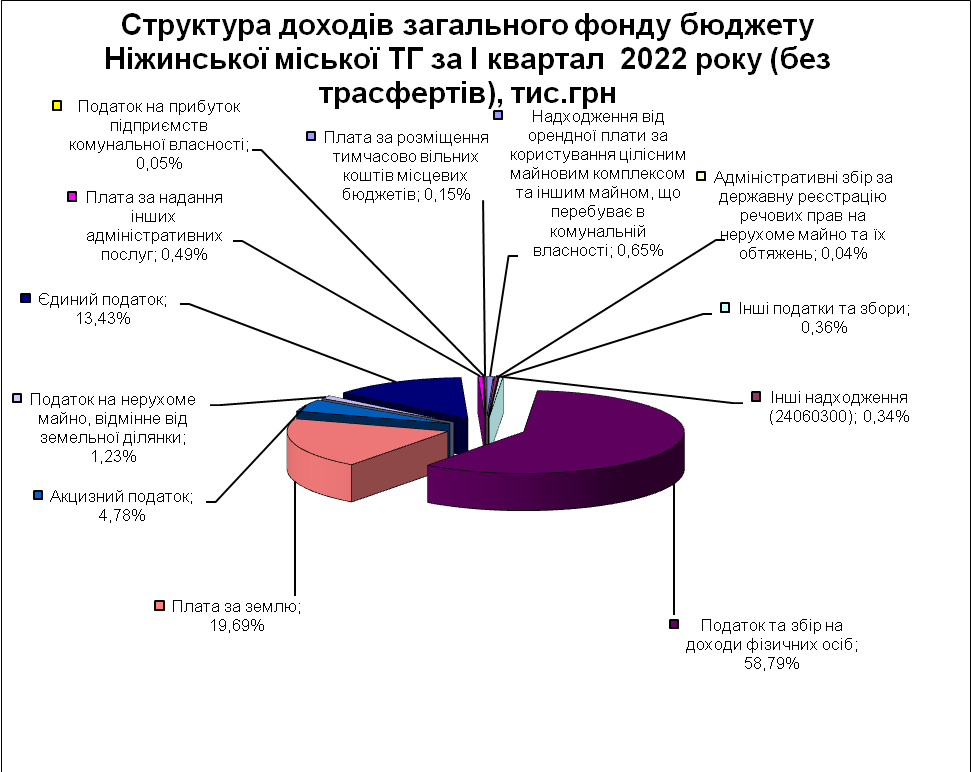 Структура доходів загального фонду бюджету
Ніжинської міської ТГ за І квартал 2022 року (без
трасфертів), тис.грн
Податок на прибуток
підприємств
комунальної власності;
0,05%
Плата за розміщення
тимчасово вільних
коштів місцевих
бюджетів; 0,15%
Надходження від
орендної плати за
користування цілісним
майновим комплексом
та іншим майном, що
перебуває в
комунальній
власності; 0,65%
Адміністративні збір за
державну реєстрацію
речових прав на
нерухоме майно та їх
обтяжень; 0,04%
Плата за надання
інших
адміністративних
послуг; 0,49%
Єдиний податок;
13,43%
Інші податки та збори;
0,36%
Податок на нерухоме
майно, відмінне від
земельної ділянки;
1,23%
Інші надходження
(24060300); 0,34%
Акцизний податок;
4,78%
Плата за землю;
19,69%
Податок та збір на
доходи фізичних осіб;
58,79%